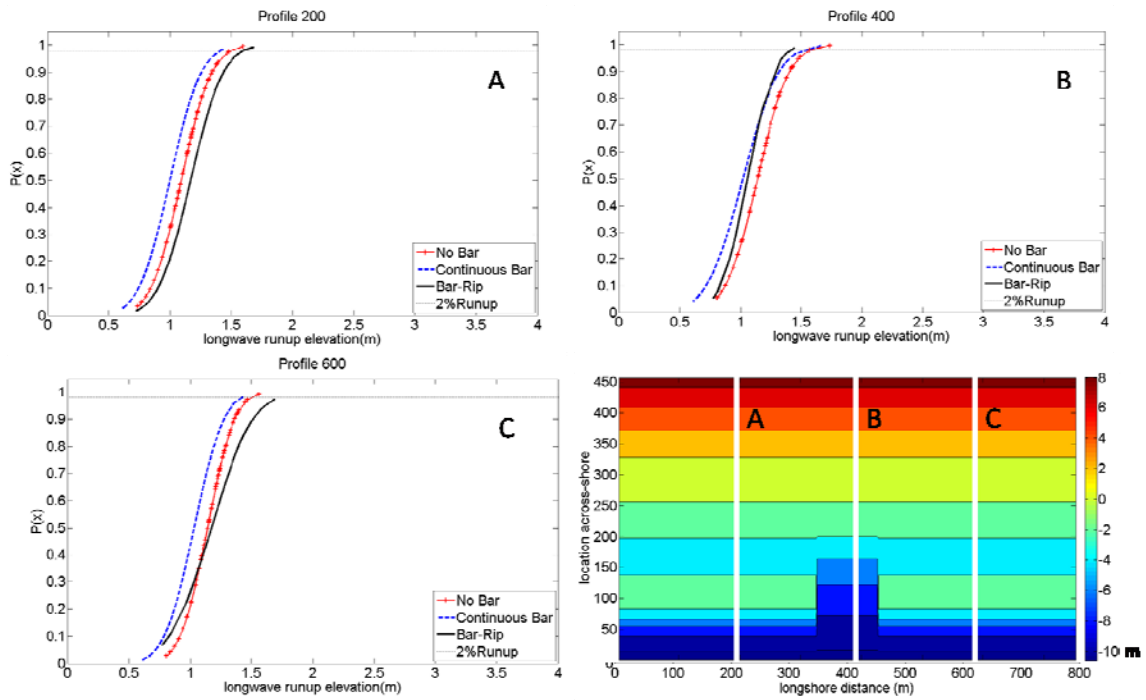 Profile 200
1
0.9
0.8
0.7
0.6
0.5
0.4
0.3
0.2
0.1
0
P(x)
A
No Bar
Continuous Bar
Bar-Rip
2%Runup
0 0.5 1 1.5 2 2.5 3 3.5 4
longwave runup elevation(m)
Profile 400
1
0.9
0.8
0.7
0.6
0.5
0.4
0.3
0.2
0.1
0
P(x)
B
No Bar
Continuous Bar
Bar-Rip
2%Runup
0 0.5 1 1.5 2 2.5 3 3.5 4
longwave runup elevation(m)
Profile 600
1
0.9
0.8
0.7
0.6
0.5
0.4
0.3
0.2
0.1
0
P(x)
C
No Bar
Continuous Bar
Bar-Rip
2%Runup
0 0.5 1 1.5 2 2.5 3 3.5 4
longwave runup elevation(m)
450
400
350
300
250
200
150
100
50
0
location across-shore
A B C
0 100 200 300 400 500 600 700 800
longshore distance (m)
8
6
4
2
0
-2
-4
-6
-8
-10 m